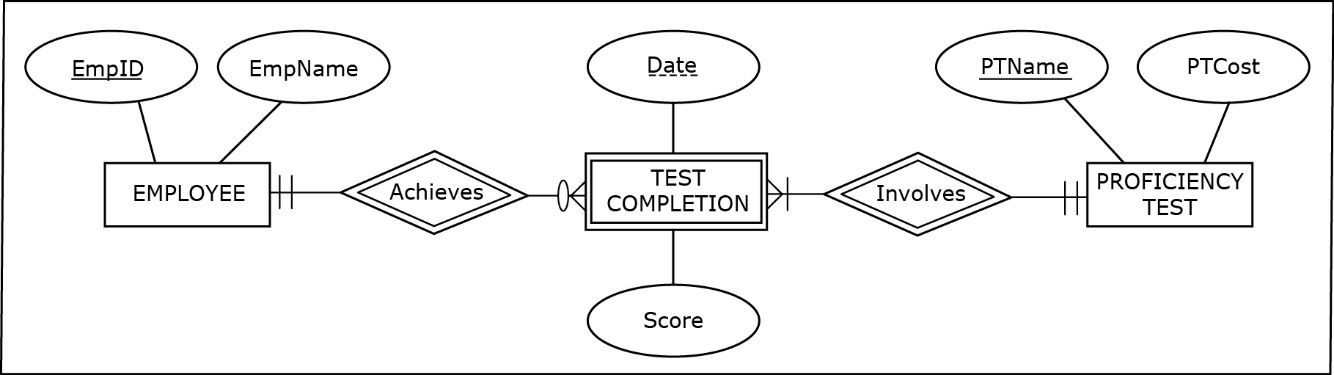 EmpID
EmpName
Date
PTName
PTCost
EMPLOYEE
Achieves
TEST
COMPLETION
Involves
PROFICIENCY
TEST
Score